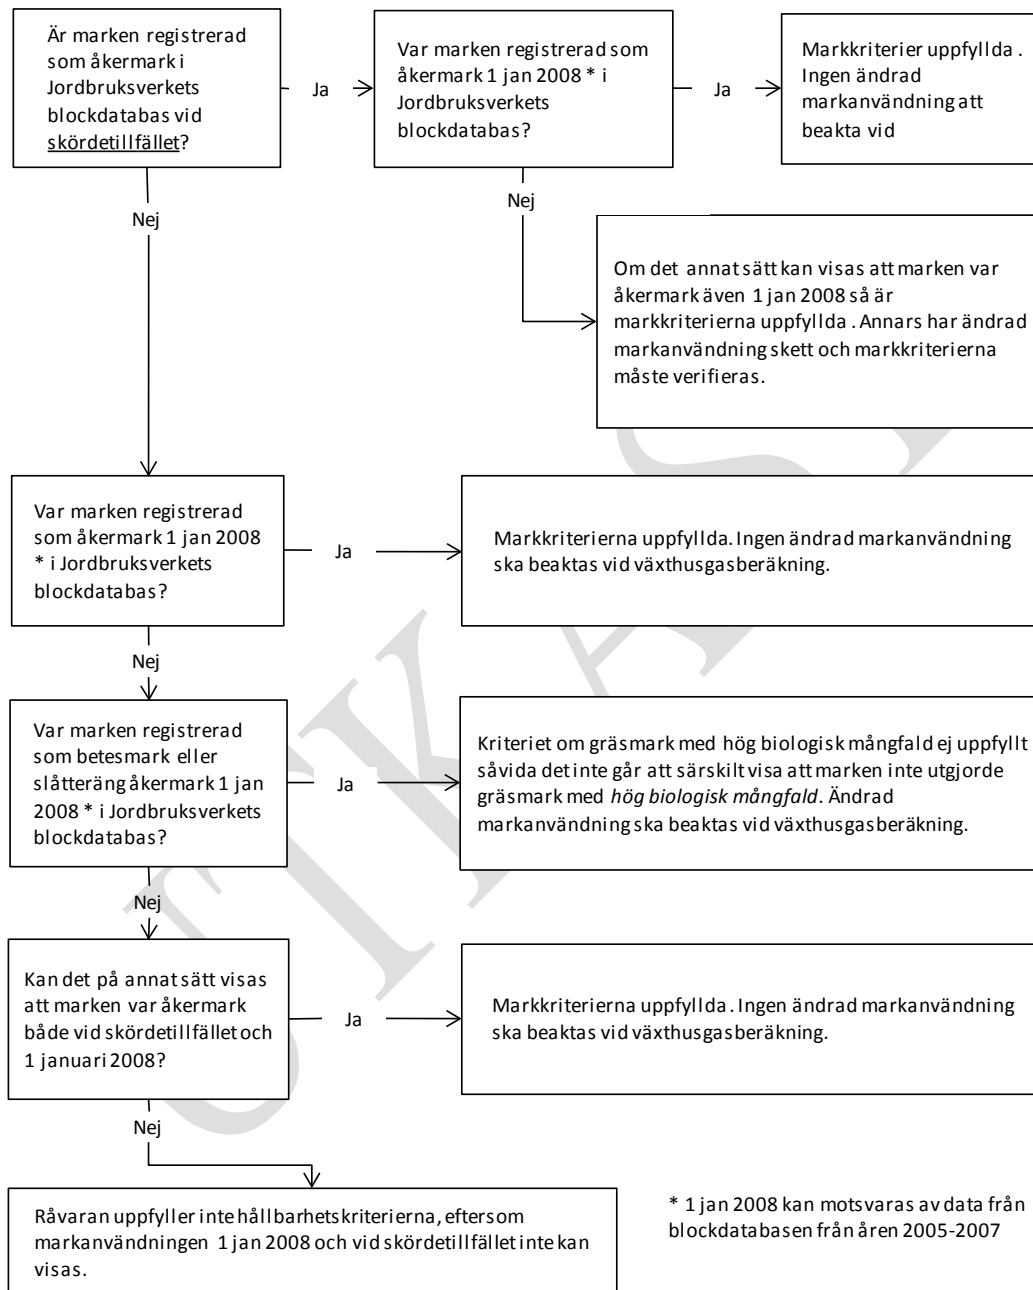 Är marken registrerad
som åkermark i
Jordbruksverkets
blockdatabas vid
skördetillfället?
Ja
Var marken registrerad som
åkermark 1 jan 2008 * i
Jordbruksverkets
blockdatabas?
Ja
Markkriterier uppfyllda .
Ingen ändrad
markanvändning att
beakta vid
Nej
Nej
Om det annat sätt kan visas att marken var
åkermark även 1 jan 2008 så är
markkriterierna uppfyllda . Annars har ändrad
markanvändning skett och markkriterierna
måste verifieras.
Var marken registrerad
som åkermark 1 jan 2008
* i Jordbruksverkets
blockdatabas?
Ja
Markkriterierna uppfyllda. Ingen ändrad markanvändning
ska beaktas vid växthusgasberäkning.
Nej
Var marken registrerad
som betesmark eller
slåtteräng åkermark 1 jan
2008 * i Jordbruksverkets
blockdatabas?
Ja
Kriteriet om gräsmark med hög biologisk mångfald ej uppfyllt
såvida det inte går att särskilt visa att marken inte utgjorde
gräsmark med hög biologisk mångfald. Ändrad
markanvändning ska beaktas vid växthusgasberäkning.
Nej
Kan det på annat sätt visas
att marken var åkermark
både vid skördetillfället och
1 januari 2008?
Ja
Markkriterierna uppfyllda . Ingen ändrad markanvändning
ska beaktas vid växthusgasberäkning.
Nej
Råvaran uppfyller inte hållbarhetskriterierna, eftersom
markanvändningen 1 jan 2008 och vid skördetillfället inte kan
visas.
* 1 jan 2008 kan motsvaras av data från
blockdatabasen från åren 2005-2007
UTKAST